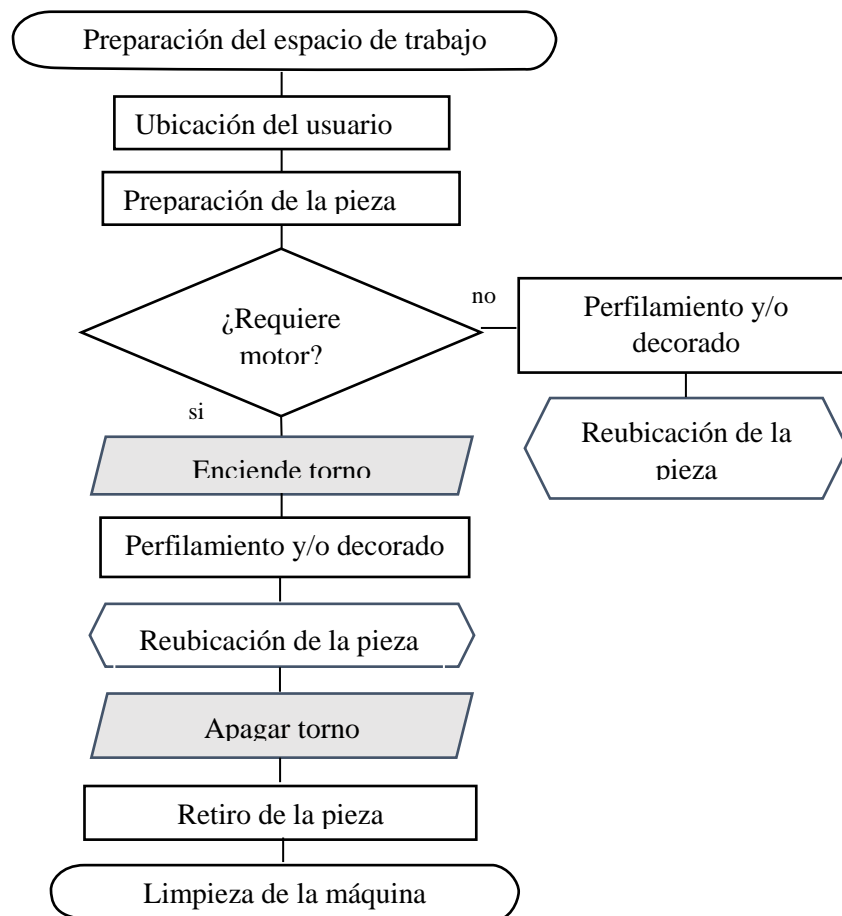 Preparación del espacio de trabajo
Ubicación del usuario
Preparación de la pieza
¿Requiere
motor?
no
Perfilamiento y/o
decorado
Reubicación de la
pieza
si
Enciende torno
Perfilamiento y/o decorado
Reubicación de la pieza
Apagar torno
Retiro de la pieza
Limpieza de la máquina